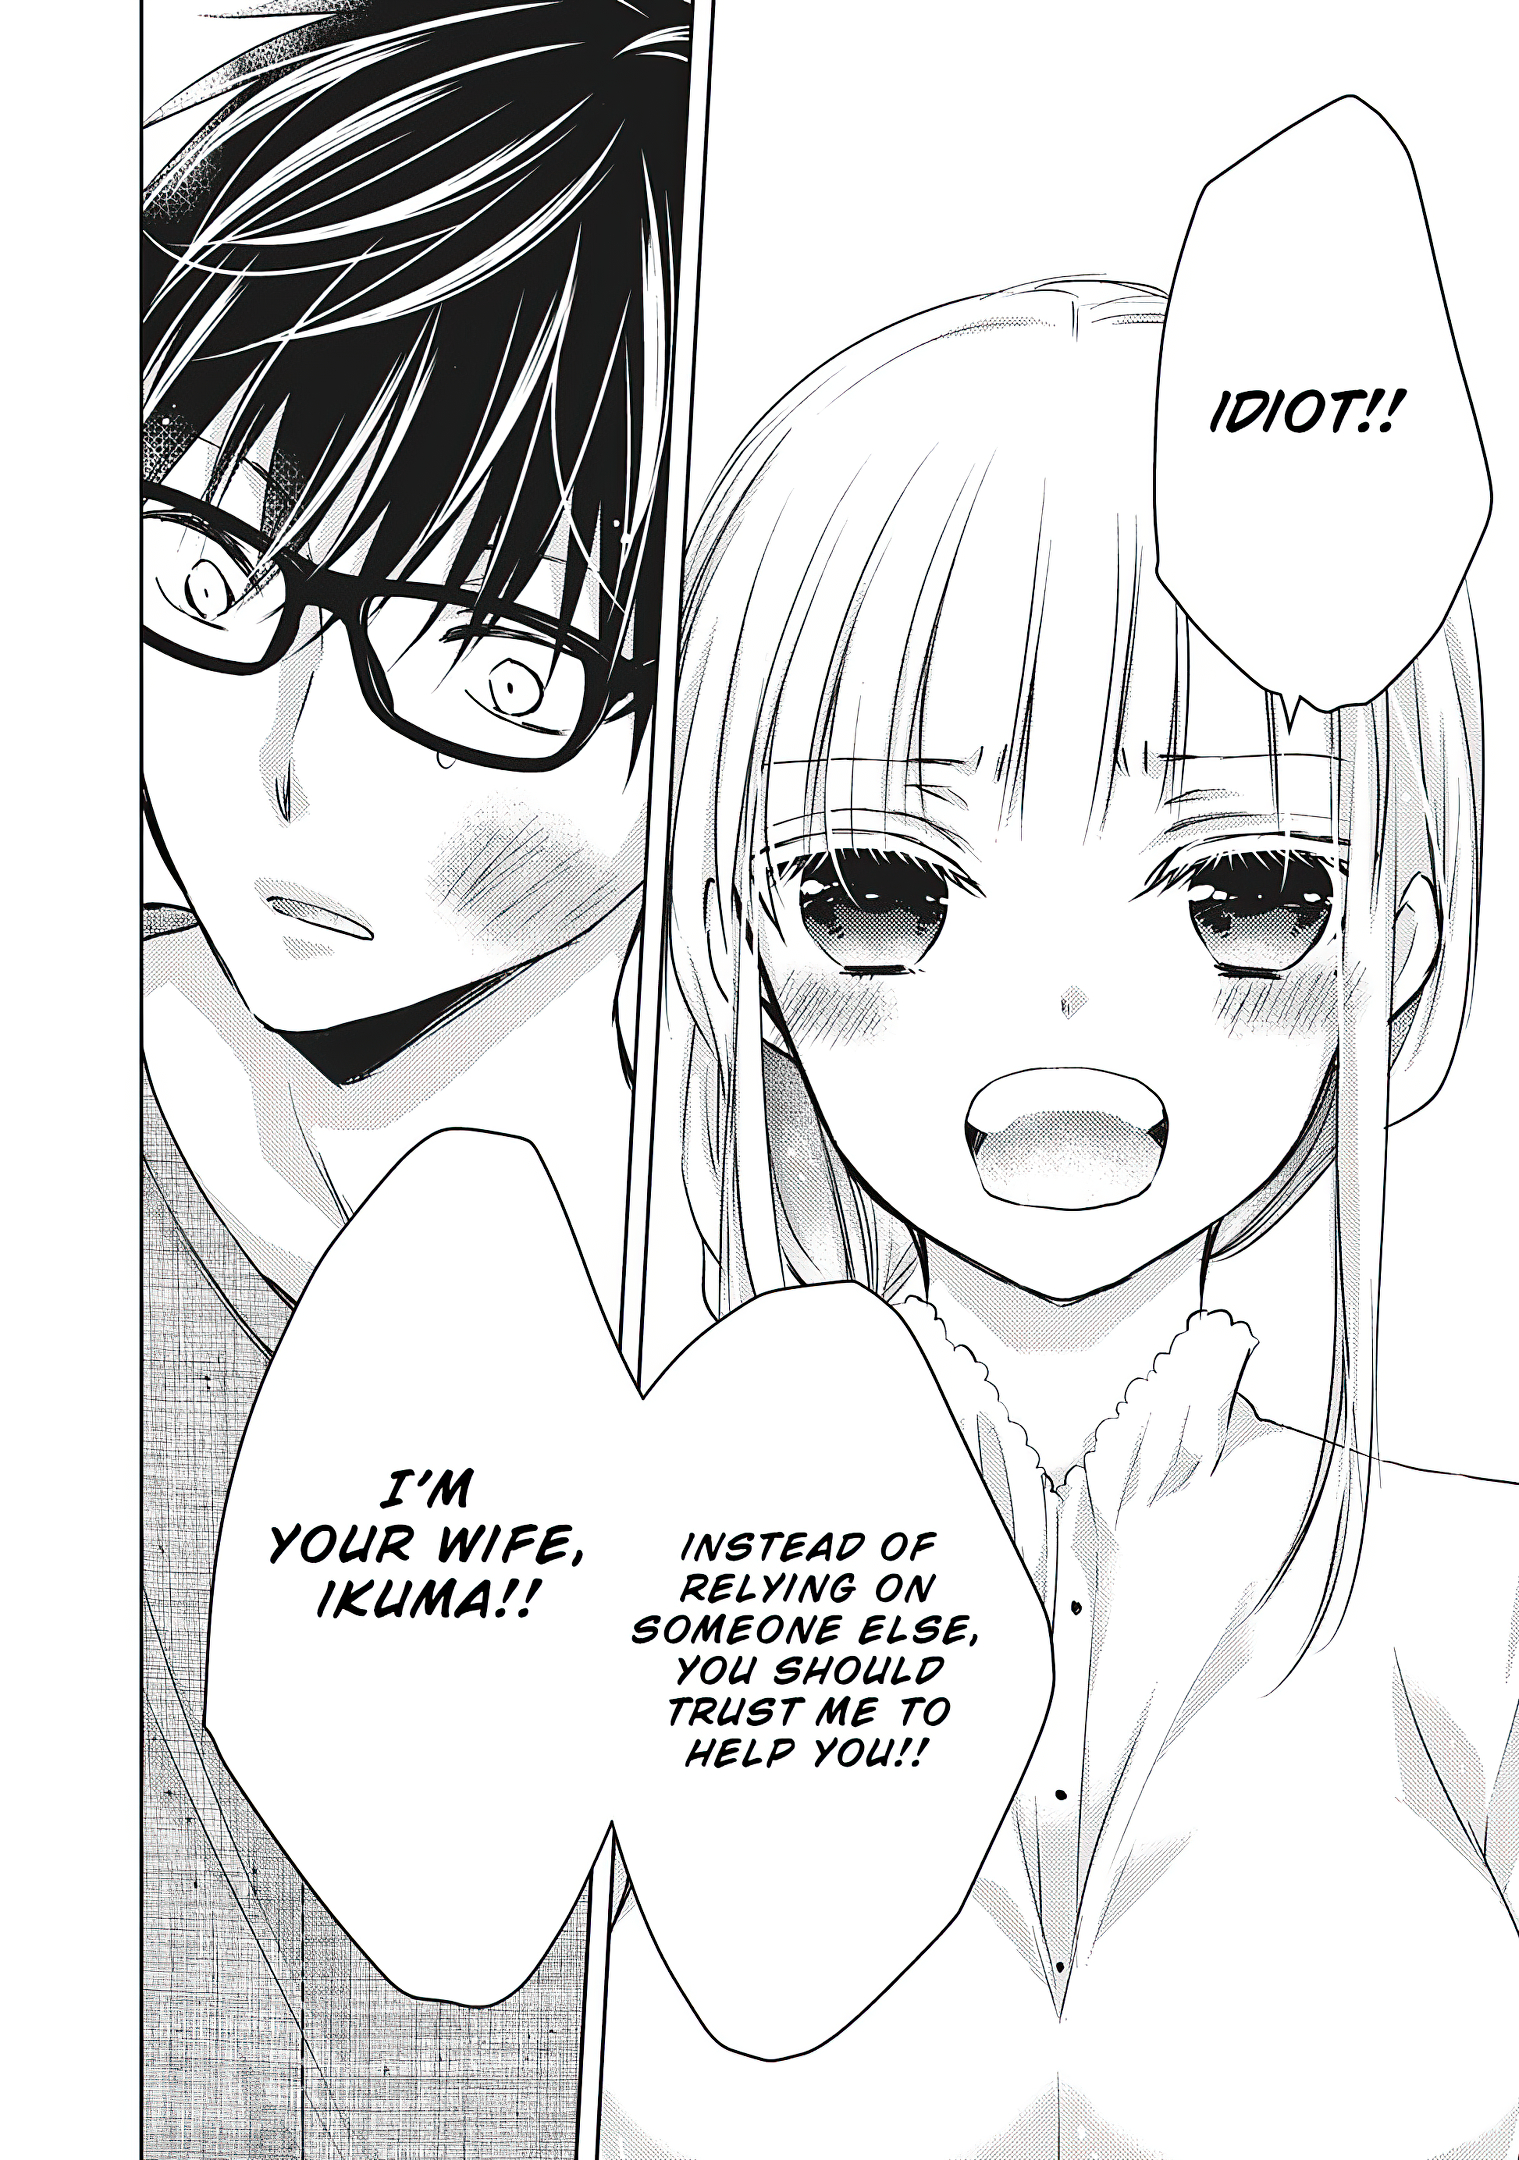 IDIOT!!
INSTEAD OF
RELYING ON
SOMEONE ELSE,
YOU SHOULD
TRUST ME TO
HELP YOU!!
I'M
YOUR WIFE,
IKUMA!!